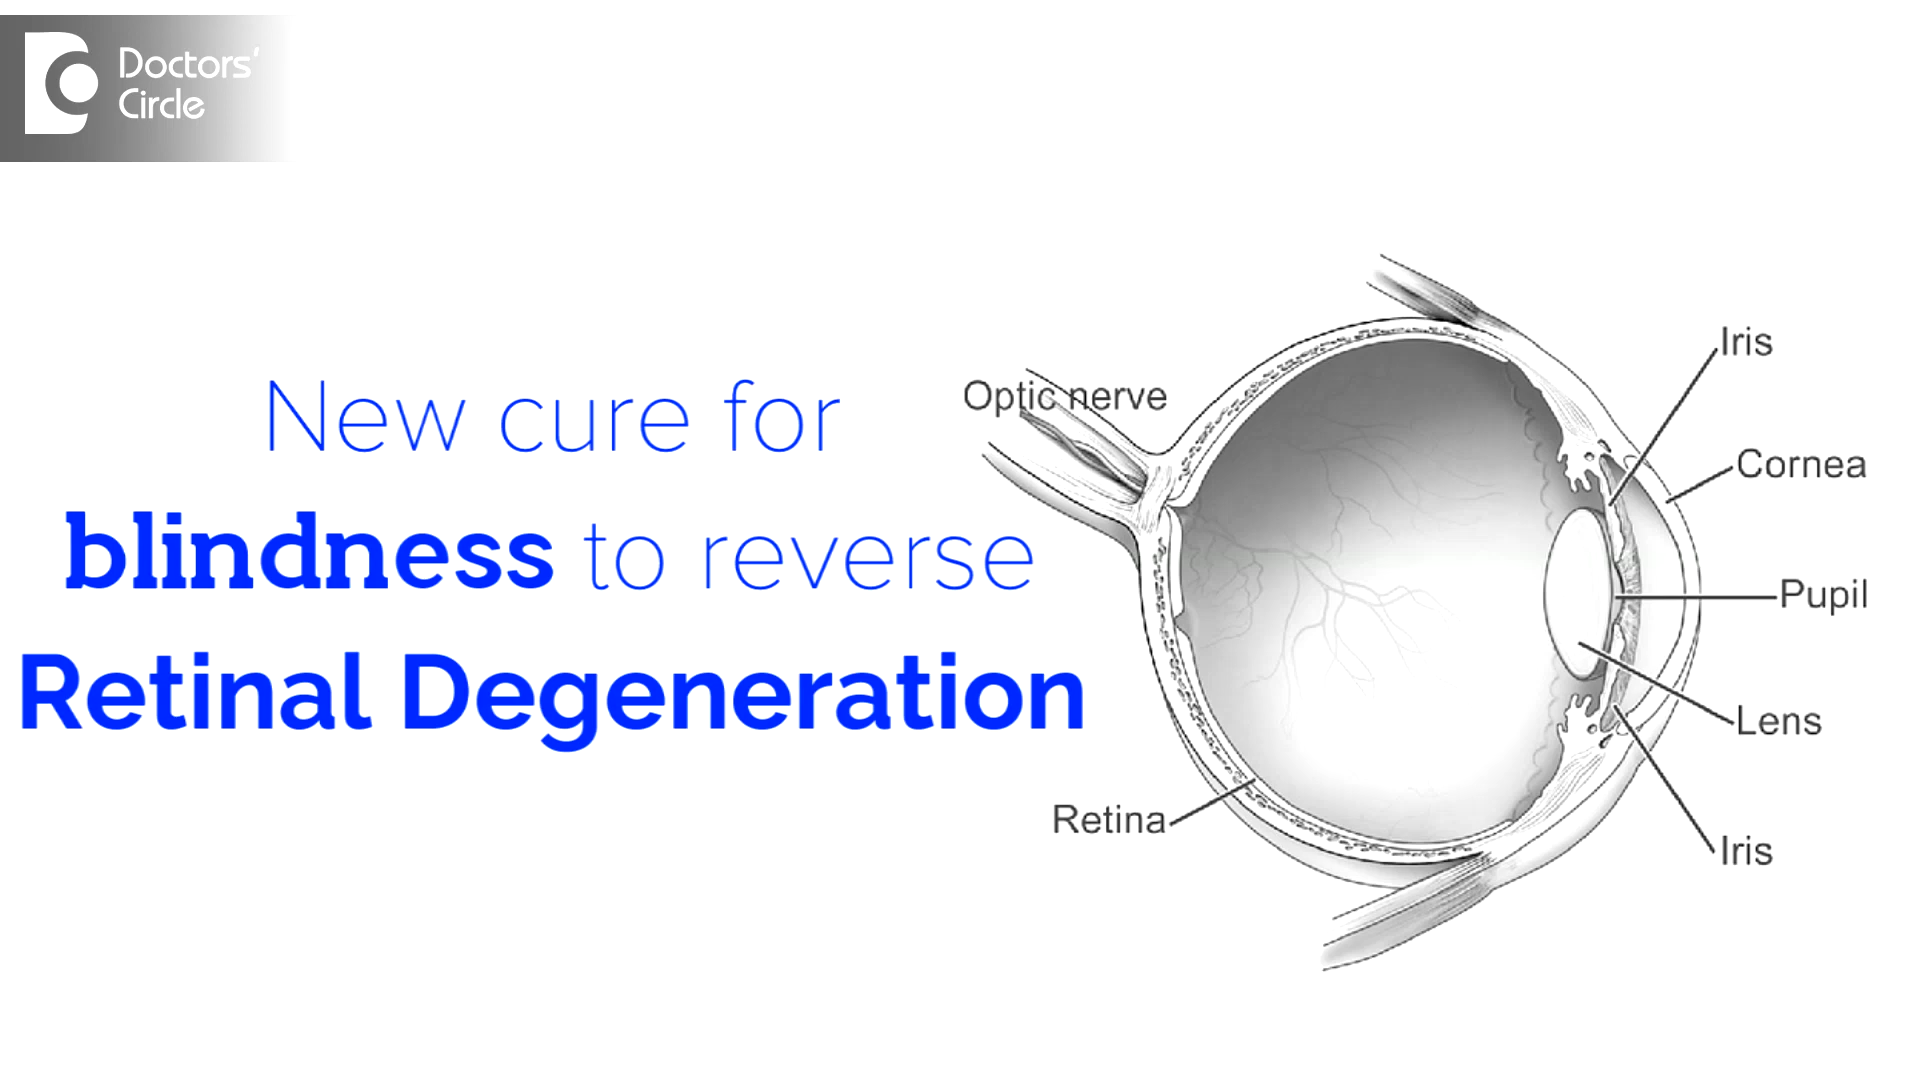 Doctors'
Circle
New cure for
blindness to reverse
Retinal Degeneration
Optic nerve
Retina
Iris
Cornea
Pupil
Lens
Iris